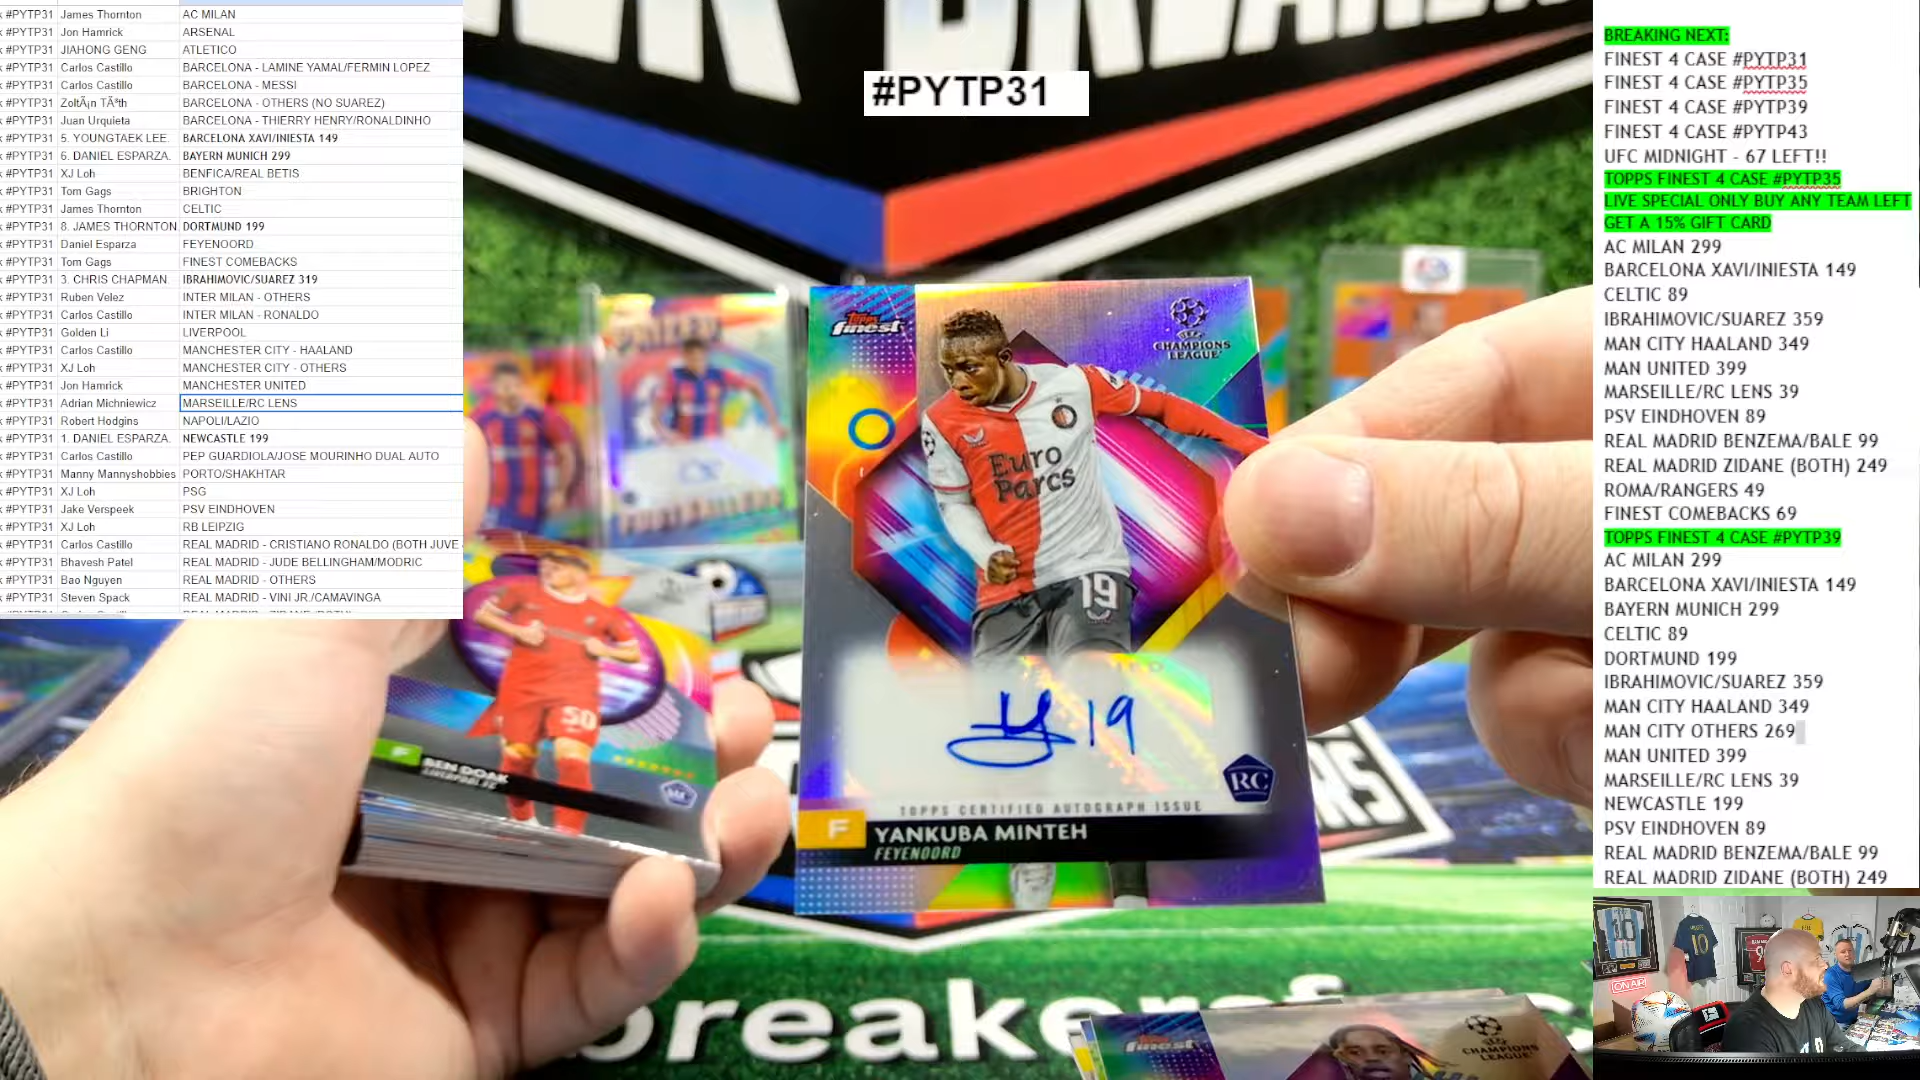 #PYTP31 James Thornton AC MILAN
#PYTP31 Jon Hamrick ARSENAL
#PYTP31 JIAHONG GENG ATLETICO
#PYTP31 Carlos Castillo BARCELONA - LAMINE YAMAL/FERMIN LOPEZ
#PYTP31 Carlos Castillo BARCELONA - MESSI
#PYTP31 ZoltÃ¡n TÃ³th BARCELONA - OTHERS (NO SUAREZ)
#PYTP31 Juan Urquieta BARCELONA - THIERRY HENRY/RONALDINHO
#PYTP31 5. YOUNGTAEK LEE. BARCELONA XAVI/INIESTA 149
#PYTP31 6. DANIEL ESPARZA. BAYERN MUNICH 299
#PYTP31 XJ Loh BENFICA/REAL BETIS
#PYTP31 Tom Gags BRIGHTON
#PYTP31 James Thornton CELTIC
#PYTP31 8. JAMES THORNTON. DORTMUND 199
#PYTP31 Daniel Esparza FEYENOORD
#PYTP31 Tom Gags FINEST COMEBACKS
#PYTP31 3. CHRIS CHAPMAN. IBRAHIMOVIC/SUAREZ 319
#PYTP31 Ruben Velez INTER MILAN - OTHERS
#PYTP31 Carlos Castillo INTER MILAN - RONALDO
#PYTP31 Golden Li LIVERPOOL
#PYTP31 Carlos Castillo MANCHESTER CITY - HAALAND
#PYTP31 XJ Loh MANCHESTER CITY - OTHERS
#PYTP31 Jon Hamrick MANCHESTER UNITED
#PYTP31 Adrian Michniewicz MARSEILLE/RC LENS
#PYTP31 Robert Hodgins NAPOLI/LAZIO
#PYTP31 1. DANIEL ESPARZA. NEWCASTLE 199
#PYTP31 Carlos Castillo PEP GUARDIOLA/JOSE MOURINHO DUAL AUTO
#PYTP31 Manny Mannyshobbies PORTO/SHAKHTAR
#PYTP31 XJ Loh PSG
#PYTP31 Jake Verspeek PSV EINDHOVEN
#PYTP31 XJ Loh RB LEIPZIG
#PYTP31 Carlos Castillo REAL MADRID - CRISTIANO RONALDO (BOTH JUVE
#PYTP31 Bhavesh Patel REAL MADRID - JUDE BELLINGHAM/MODRIC
#PYTP31 Bao Nguyen REAL MADRID - OTHERS
#PYTP31 Steven Spack REAL MADRID - VINI JR./CAMAVINGA
#PYTP31
Topps finest
UEFA CHAMPIONS LEAGUE
Euro Parcs
19
19
RC
TOPPS CERTIFIED AUTOGRAPH ISSUE
F YANKUBA MINTEH
FEYENOORD
50
F BEN DOAK
LIVERPOOL FC
finest
CHAMPIONS LEAGUE
BREAKING NEXT:
FINEST 4 CASE #PYTP31
FINEST 4 CASE #PYTP35
FINEST 4 CASE #PYTP39
FINEST 4 CASE #PYTP43
UFC MIDNIGHT - 67 LEFT!!
TOPPS FINEST 4 CASE #PYTP35
LIVE SPECIAL ONLY BUY ANY TEAM LEFT
GET A 15% GIFT CARD
AC MILAN 299
BARCELONA XAVI/INIESTA 149
CELTIC 89
IBRAHIMOVIC/SUAREZ 359
MAN CITY HAALAND 349
MAN UNITED 399
MARSEILLE/RC LENS 39
PSV EINDHOVEN 89
REAL MADRID BENZEMA/BALE 99
REAL MADRID ZIDANE (BOTH) 249
ROMA/RANGERS 49
FINEST COMEBACKS 69
TOPPS FINEST 4 CASE #PYTP39
AC MILAN 299
BARCELONA XAVI/INIESTA 149
BAYERN MUNICH 299
CELTIC 89
DORTMUND 199
IBRAHIMOVIC/SUAREZ 359
MAN CITY HAALAND 349
MAN CITY OTHERS 269
MAN UNITED 399
MARSEILLE/RC LENS 39
NEWCASTLE 199
PSV EINDHOVEN 89
REAL MADRID BENZEMA/BALE 99
REAL MADRID ZIDANE (BOTH) 249
ON AIR
10